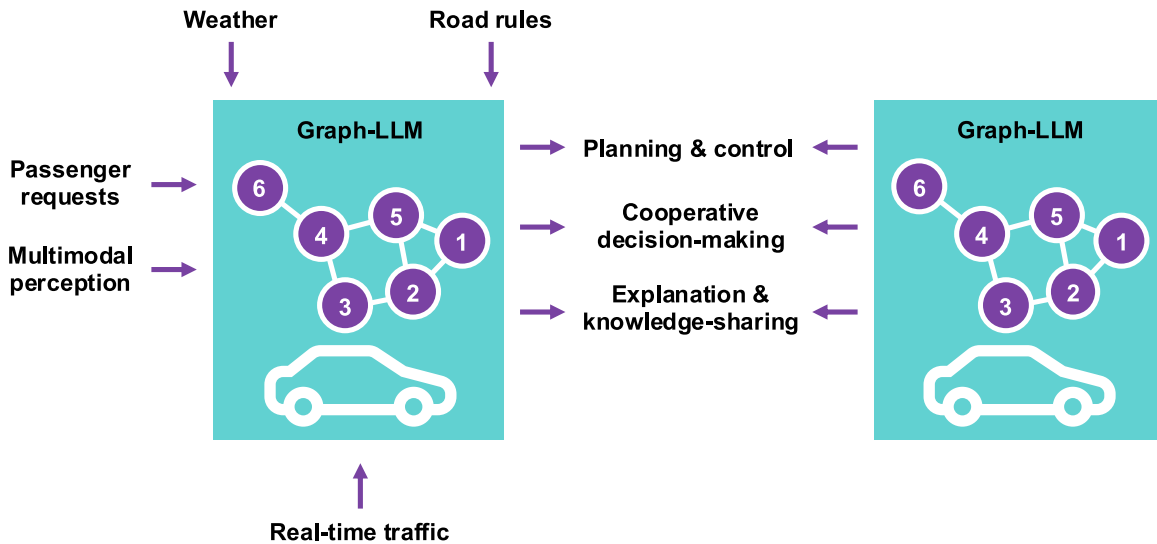 Weather
Road rules
Graph-LLM
Graph-LLM
Passenger
requests
Multimodal
perception
6
5
4
1
2
3
Planning & control
Cooperative
decision-making
Explanation &
knowledge-sharing
6
5
4
1
2
3
Real-time traffic